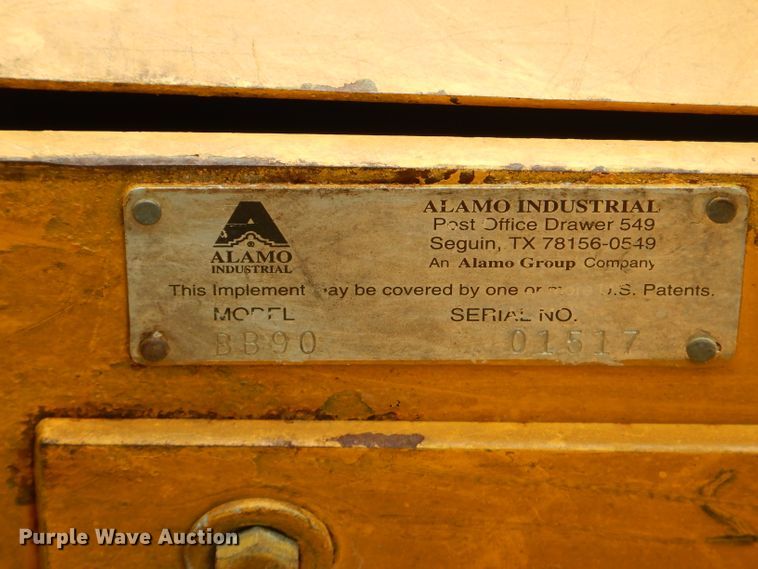 ALAMO
INDUSTRIAL
ALAMO INDUSTRIAL
Post Office Drawer 549
Seguin, TX 78156-0549
An Alamo Group Company
This Implement may be covered by one or more U.S. Patents.
MODEL SERIAL NO.
BB90 01517
Purple Wave Auction